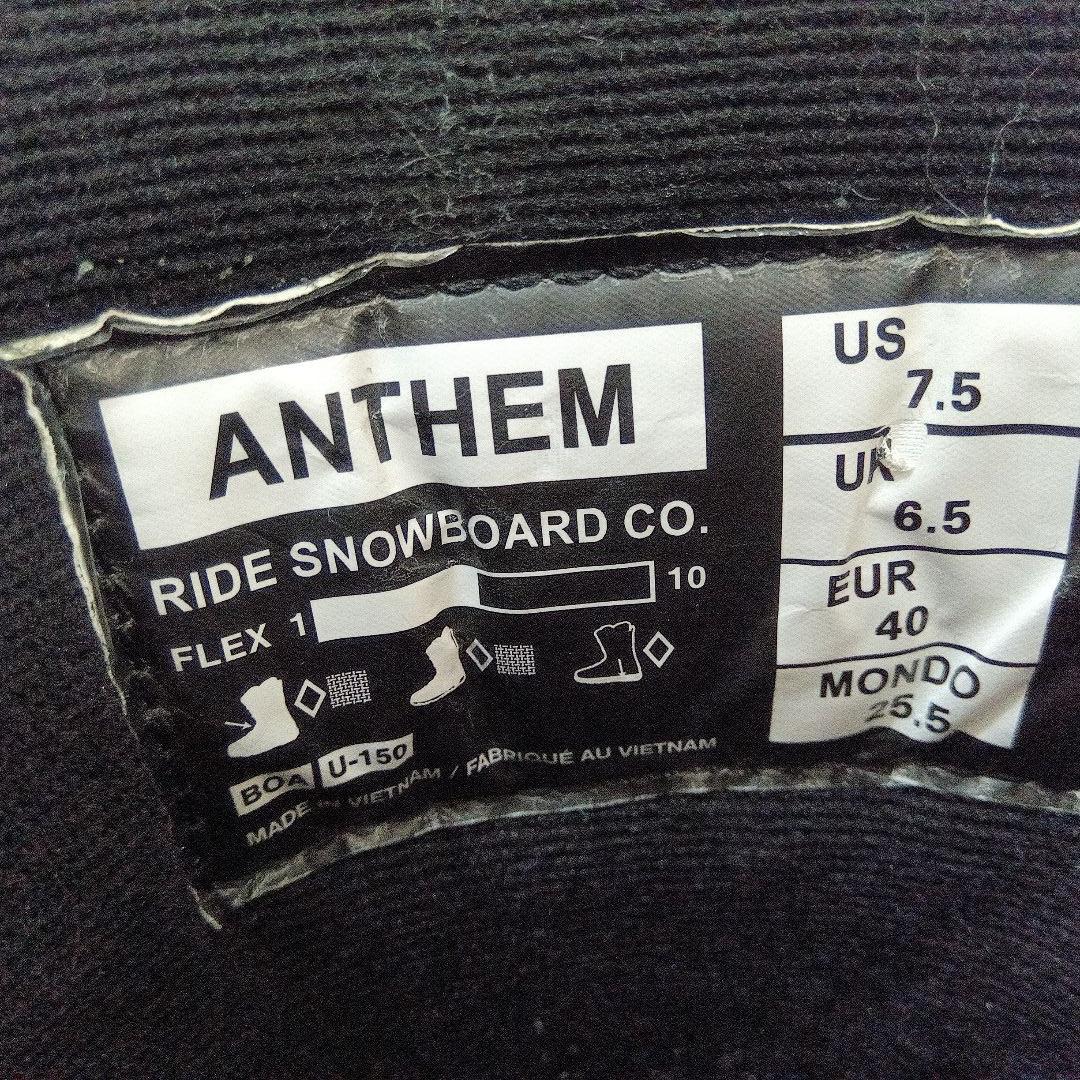 ANTHEM
RIDE SNOWBOARD CO.
FLEX 1 10
BOA U-150
MADE IN VIETNAM / FABRIQUÉ AU VIETNAM
US
7.5
UK
6.5
EUR
40
MONDO
25.5